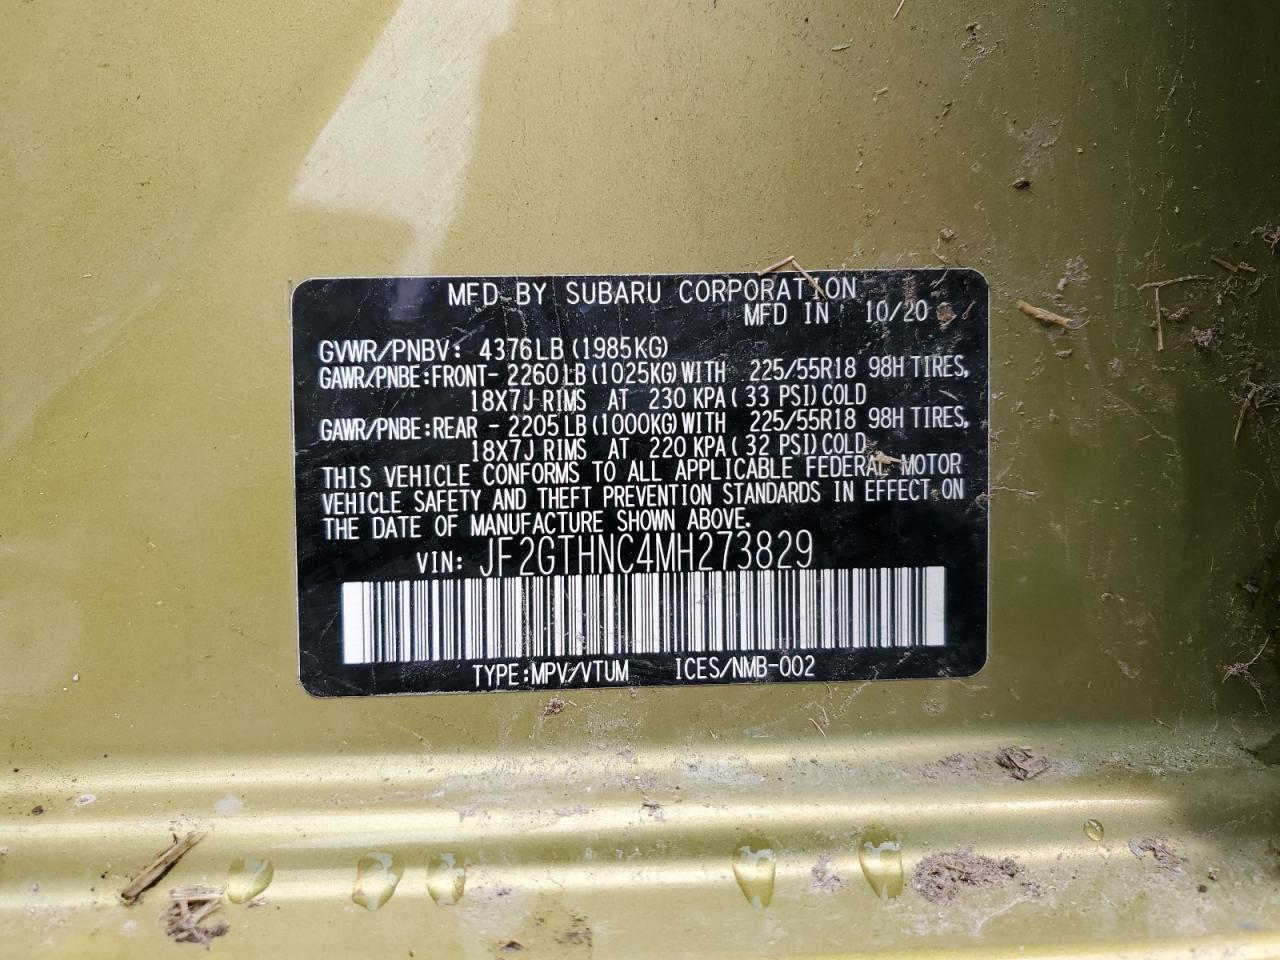 MFD BY SUBARU CORPORATION
MFD IN 10/20
GVWR/PNBV: 4376LB (1985KG)
GAWR/PNBE:FRONT- 2260LB (1025KG) WITH 225/55R18 98H TIRES,
18X7J RIMS AT 230 KPA ( 33 PSI) COLD
GAWR/PNBE:REAR - 2205LB (1000KG) WITH 225/55R18 98H TIRES,
18X7J RIMS AT 220 KPA ( 32 PSI) COLD
THIS VEHICLE CONFORMS TO ALL APPLICABLE FEDERAL MOTOR
VEHICLE SAFETY AND THEFT PREVENTION STANDARDS IN EFFECT ON
THE DATE OF MANUFACTURE SHOWN ABOVE.
VIN: JF2GTHNC4MH273829
TYPE:MPV/VTUM ICES/NMB-002